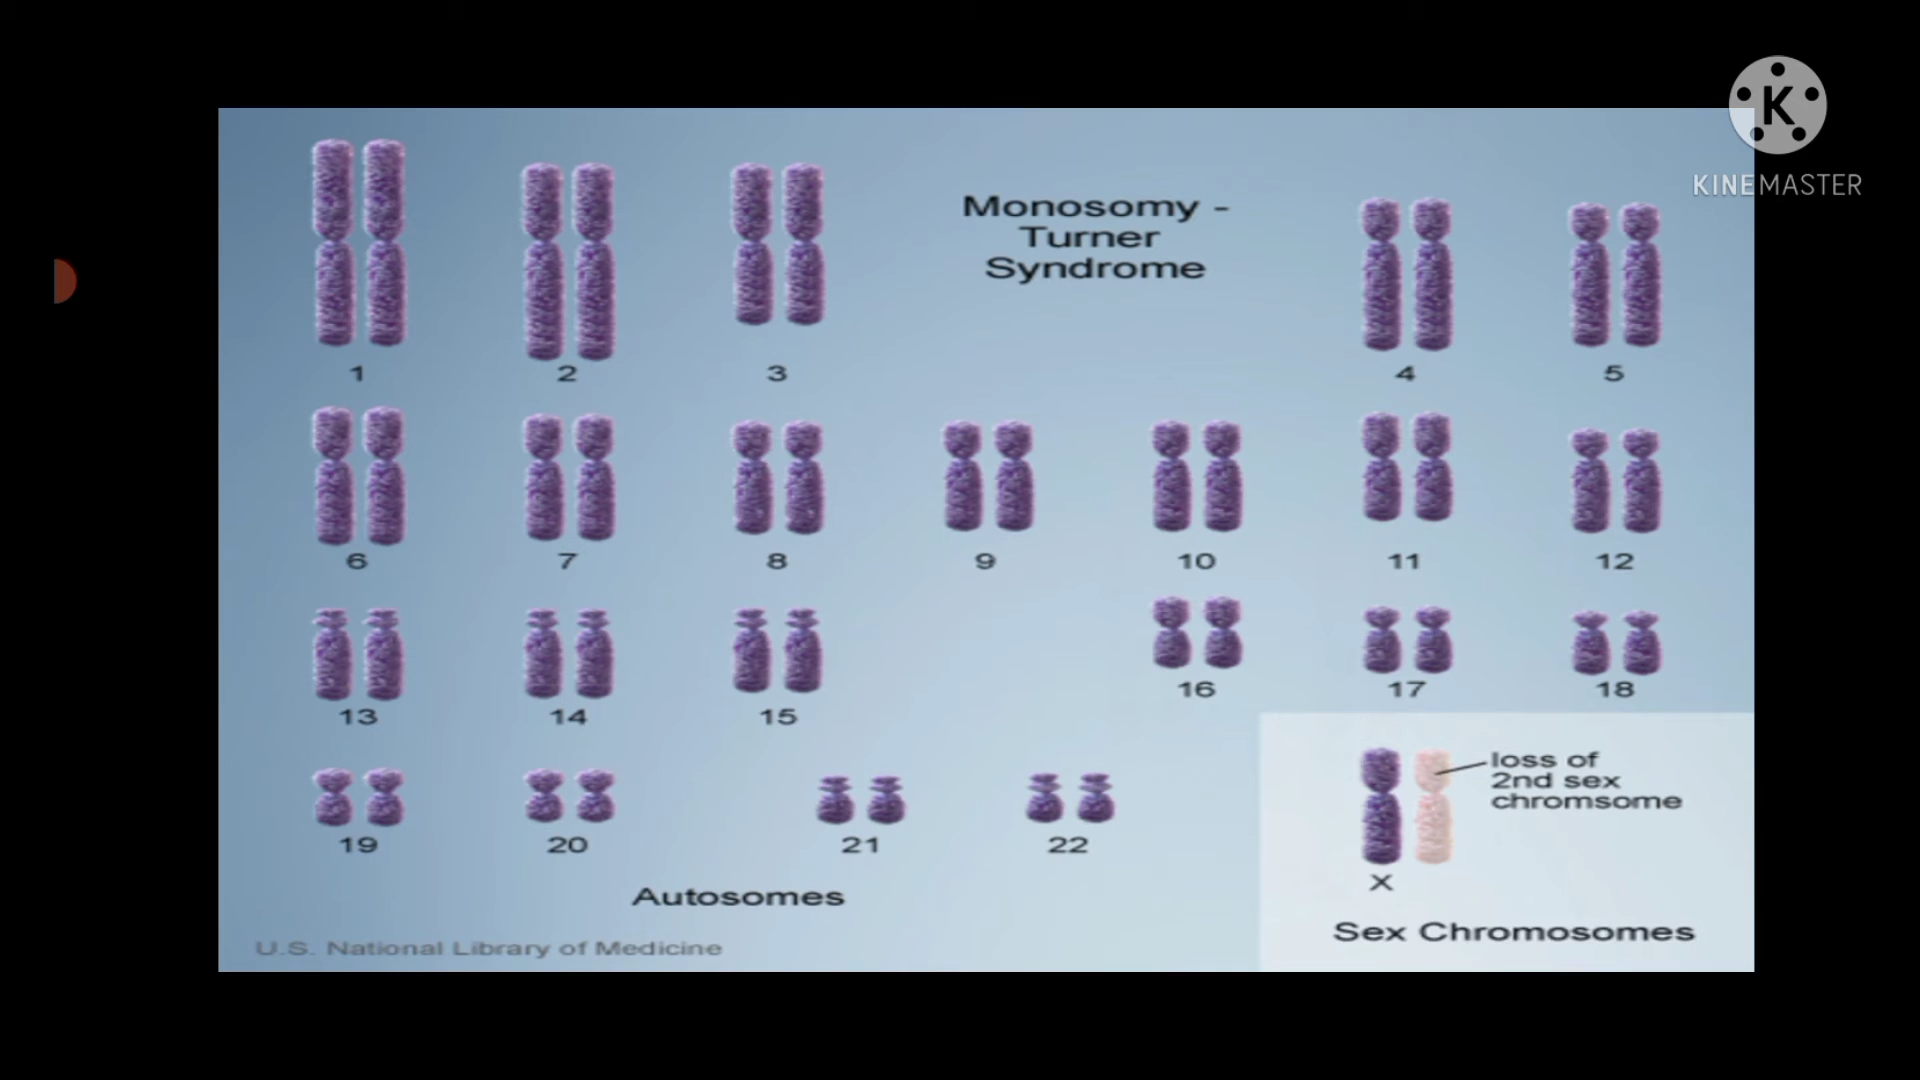 KINEMASTER
Monosomy -
Turner
Syndrome
1
2
3
4
5
6
7
8
9
10
11
12
13
14
15
16
17
18
19
20
21
22
loss of
2nd sex
chromsome
X
Autosomes
Sex Chromosomes
U.S. National Library of Medicine